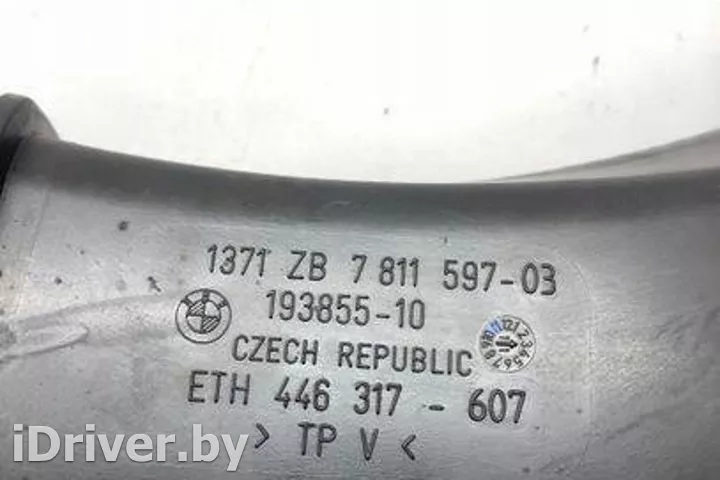 1371 ZB 7 811 597-03
193855-10
CZECH REPUBLIC
ETH 446 317 - 607
> TP V <
iDriver.by